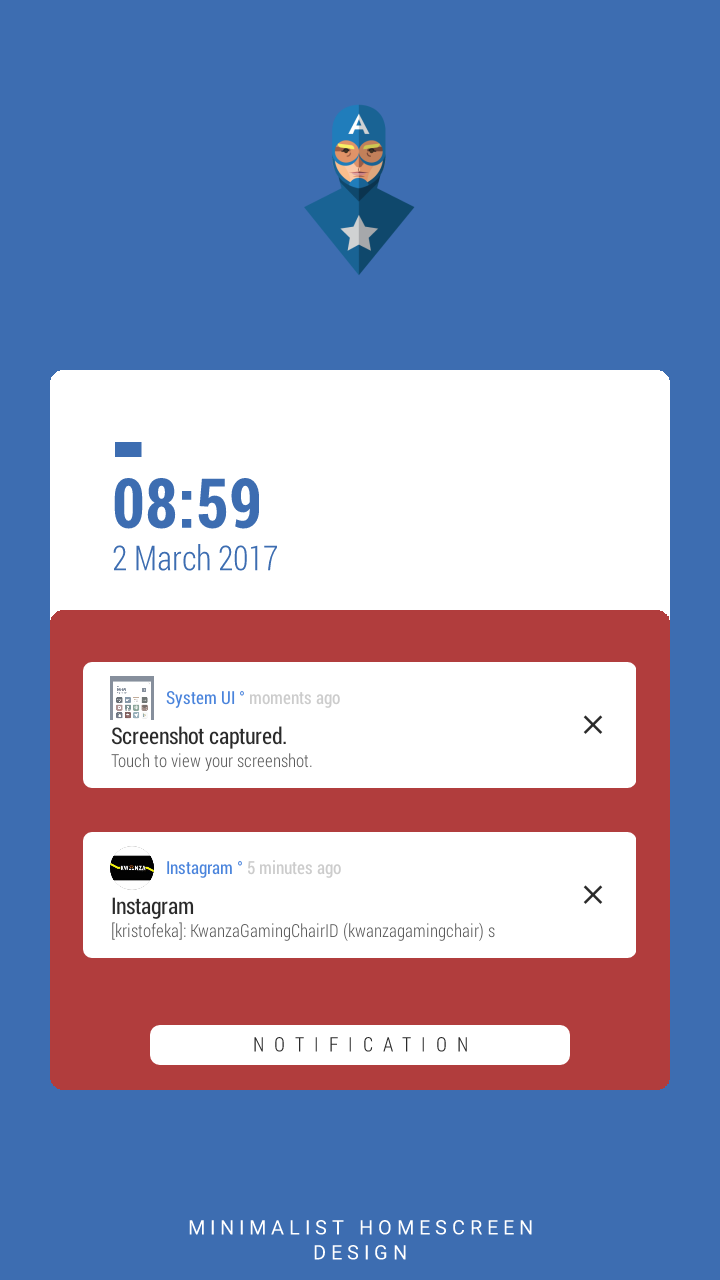 A
08:59
2 March 2017
System UI ° moments ago
Screenshot captured.
Touch to view your screenshot.
KWANZA
Instagram ° 5 minutes ago
Instagram
[kristofeka]: KwanzaGamingChairID (kwanzagamingchair) s
NOTIFICATION
MINIMALIST HOMESCREEN
DESIGN